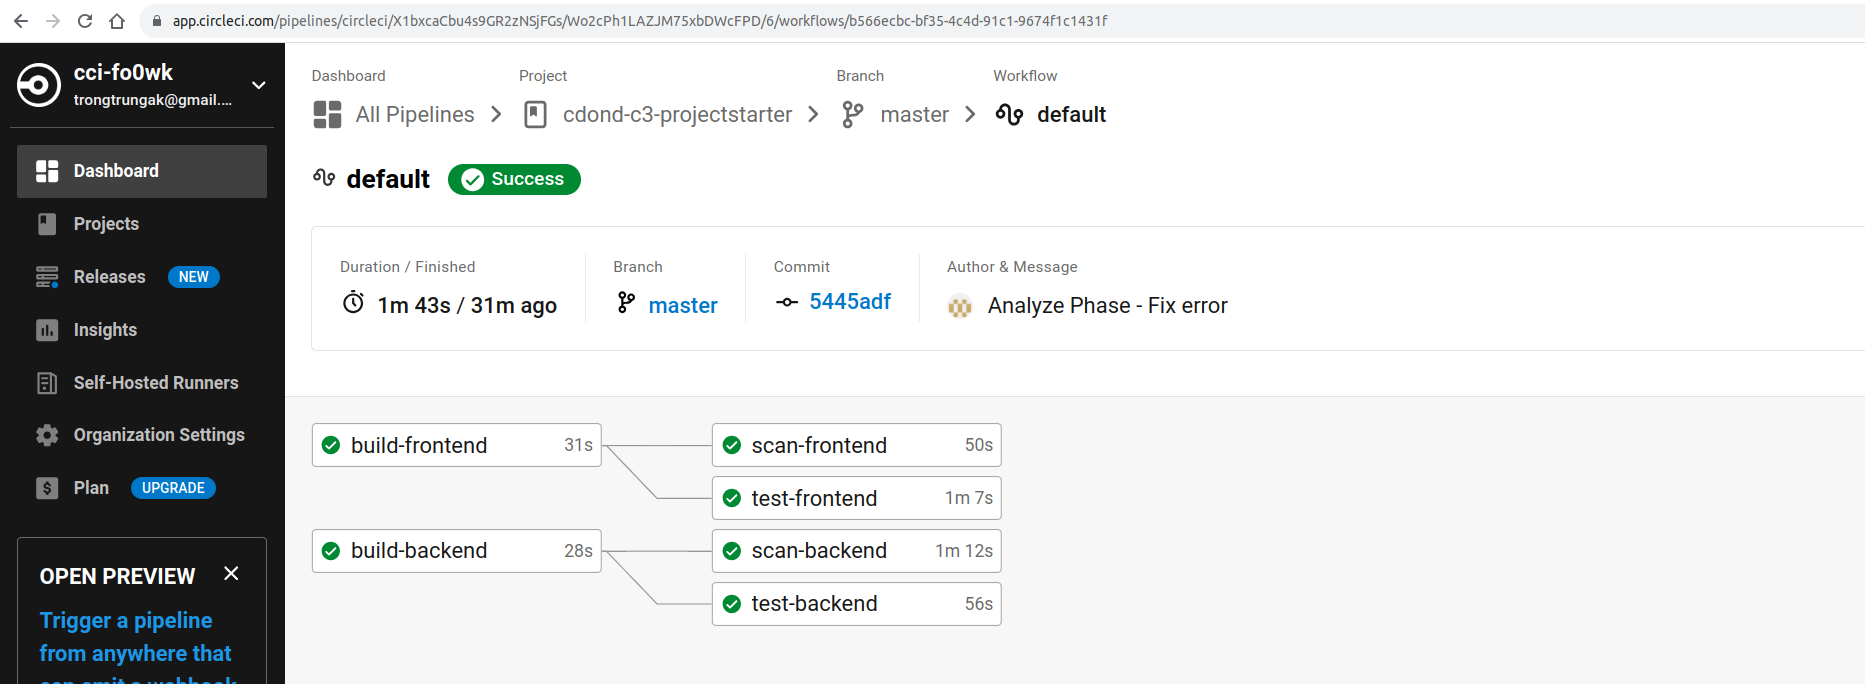 app.circleci.com/pipelines/circleci/X1bxcaCbu4s9GR2zNSjFGs/Wo2cPh1LAZJM75xbDWcFPD/6/workflows/b566ecbc-bf35-4c4d-91c1-9674f1c1431f
cci-fo0wk
trongtrungak@gmail....
Dashboard
Projects
Releases NEW
Insights
Self-Hosted Runners
Organization Settings
Plan UPGRADE
OPEN PREVIEW
Trigger a pipeline
from anywhere that
can emit a webhook
Dashboard Project Branch Workflow
All Pipelines cdond-c3-projectstarter master default
default Success
Duration / Finished Branch Commit Author & Message
1m 43s / 31m ago master 5445adf Analyze Phase - Fix error
build-frontend 31s scan-frontend 50s
test-frontend 1m 7s
build-backend 28s scan-backend 1m 12s
test-backend 56s